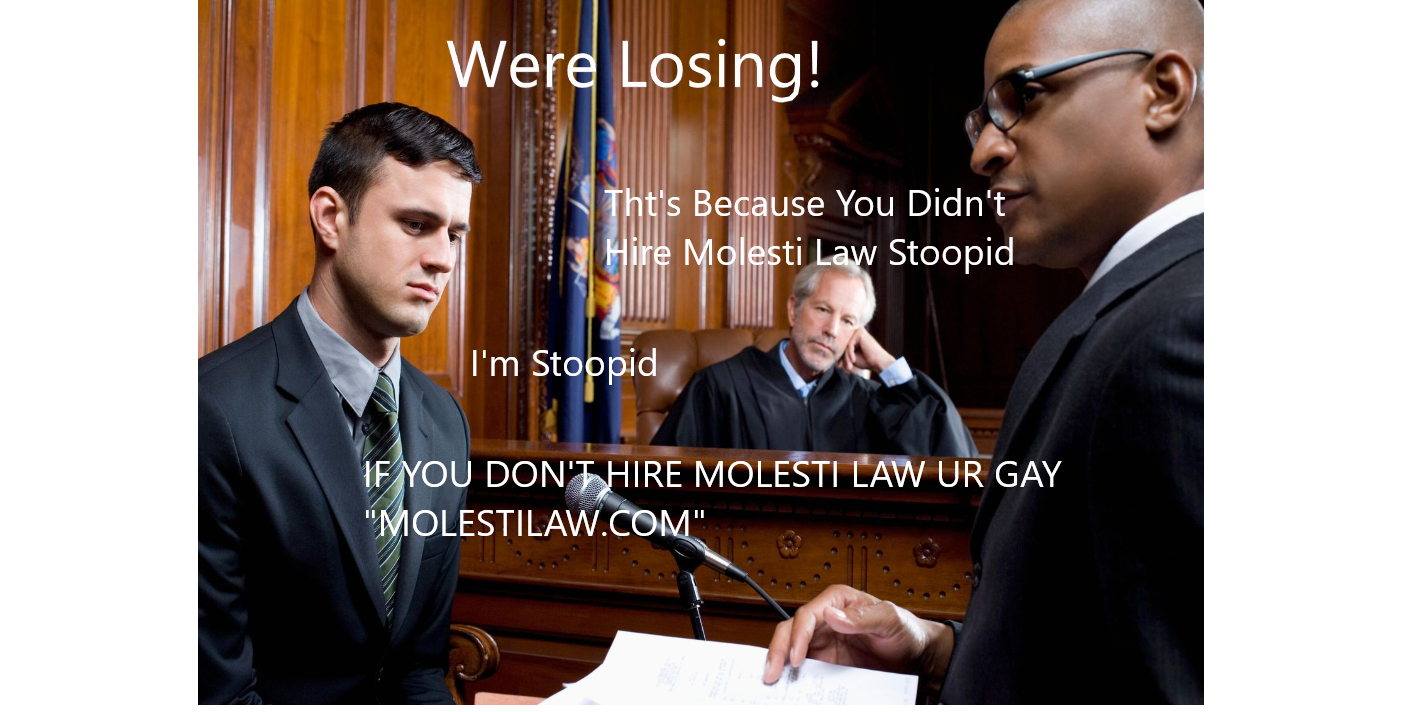 Were Losing!
Tht's Because You Didn't
Hire Molesti Law Stoopid
I'm Stoopid
IF YOU DON'T HIRE MOLESTI LAW UR GAY
"MOLESTILAW.COM"